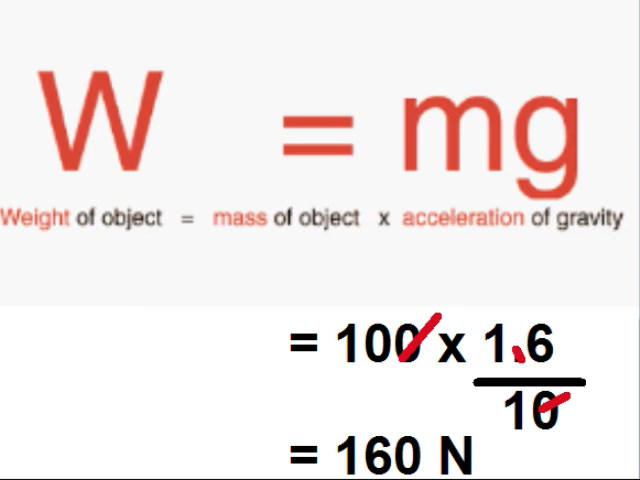 W = mg
Weight of object = mass of object x acceleration of gravity
= 100 x 1.6
10
= 160 N